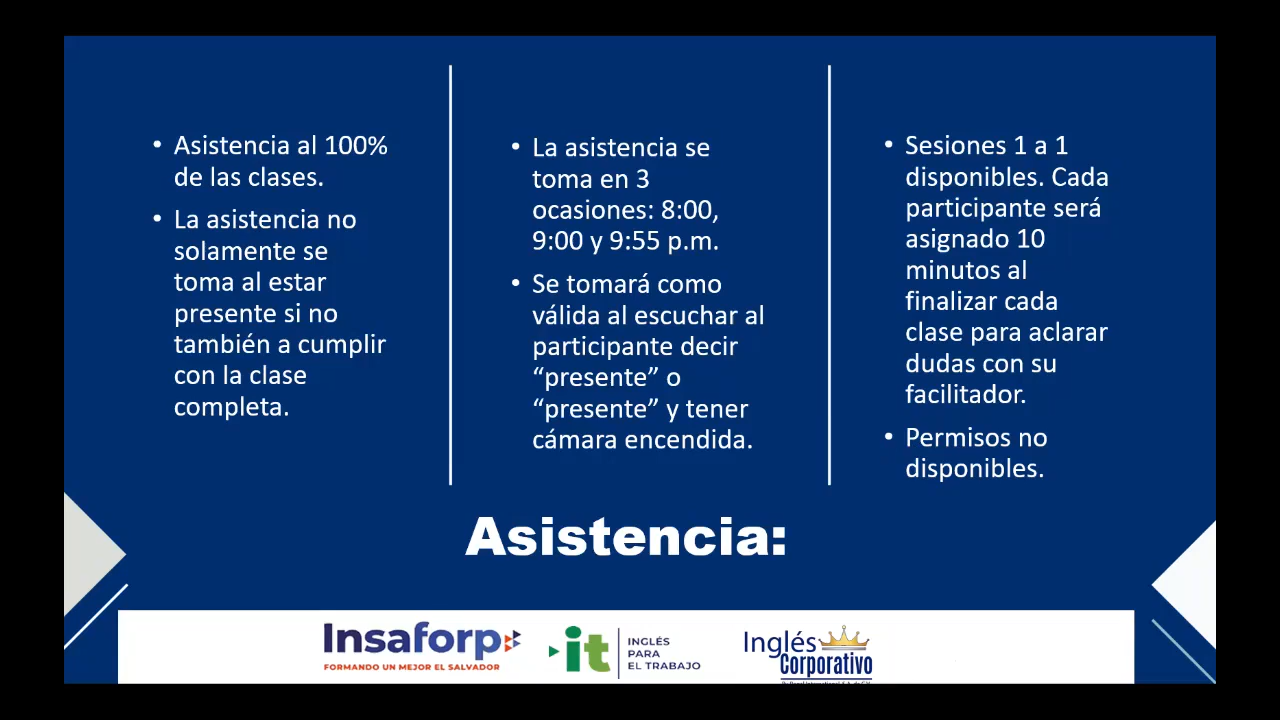 • Asistencia al 100%
de las clases.
• La asistencia no
solamente se
toma al estar
presente si no
también a cumplir
con la clase
completa.
• La asistencia se
toma en 3
ocasiones: 8:00,
9:00 y 9:55 p.m.
• Se tomará como
válida al escuchar al
participante decir
“presente” o
“presente” y tener
cámara encendida.
• Sesiones 1 a 1
disponibles. Cada
participante será
asignado 10
minutos al
finalizar cada
clase para aclarar
dudas con su
facilitador.
• Permisos no
disponibles.
Asistencia:
Insaforp
FORMANDO UN MEJOR EL SALVADOR
it
INGLÉS
PARA
EL TRABAJO
Inglés
Corporativo